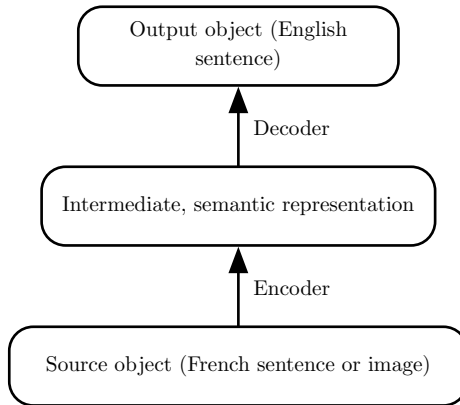 Output object (English
sentence)
Decoder
Intermediate, semantic representation
Encoder
Source object (French sentence or image)